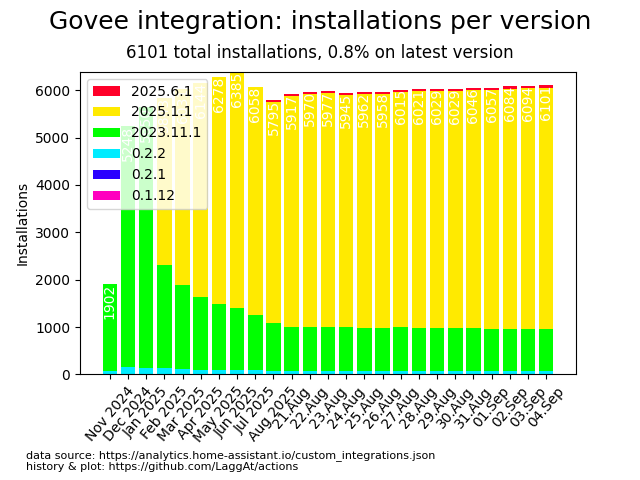 Govee integration: installations per version
6101 total installations, 0.8% on latest version
Installations
6000
5000
4000
3000
2000
1000
0
2025.6.1
2025.1.1
2023.11.1
0.2.2
0.2.1
0.1.12
1902
6278
6385
6058
5795
5917
5970
5977
5945
5962
5958
6015
6021
6029
6029
6046
6057
6084
6094
6101
Nov 2024
Dec 2024
Jan 2025
Feb 2025
Mar 2025
Apr 2025
May 2025
Jun 2025
Jul 2025
Aug 2025
21.Aug
22.Aug
23.Aug
24.Aug
25.Aug
26.Aug
27.Aug
28.Aug
29.Aug
30.Aug
31.Aug
01.Sep
02.Sep
03.Sep
04.Sep
data source: https://analytics.home-assistant.io/custom_integrations.json
history & plot: https://github.com/LaggAt/actions